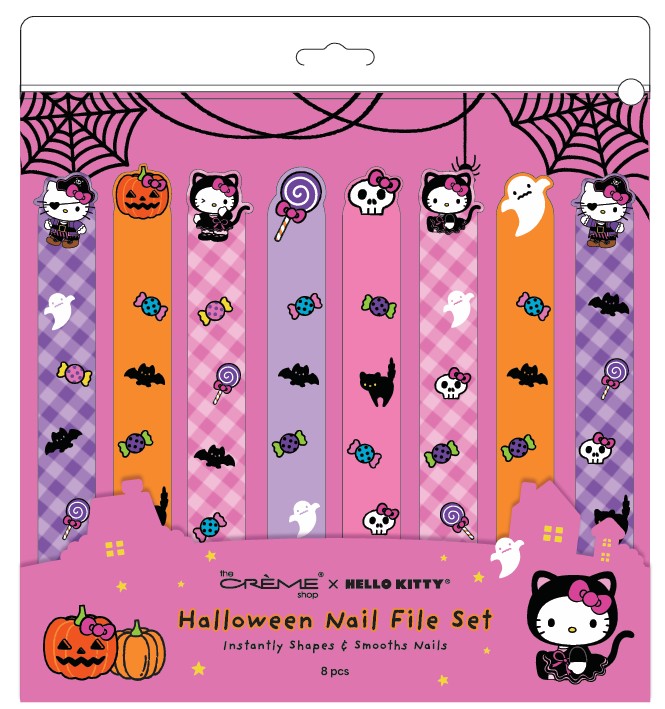 the
CRÈME® × HELLO KITTY®
shop
Halloween Nail File Set
Instantly Shapes & Smooths Nails
8 pcs